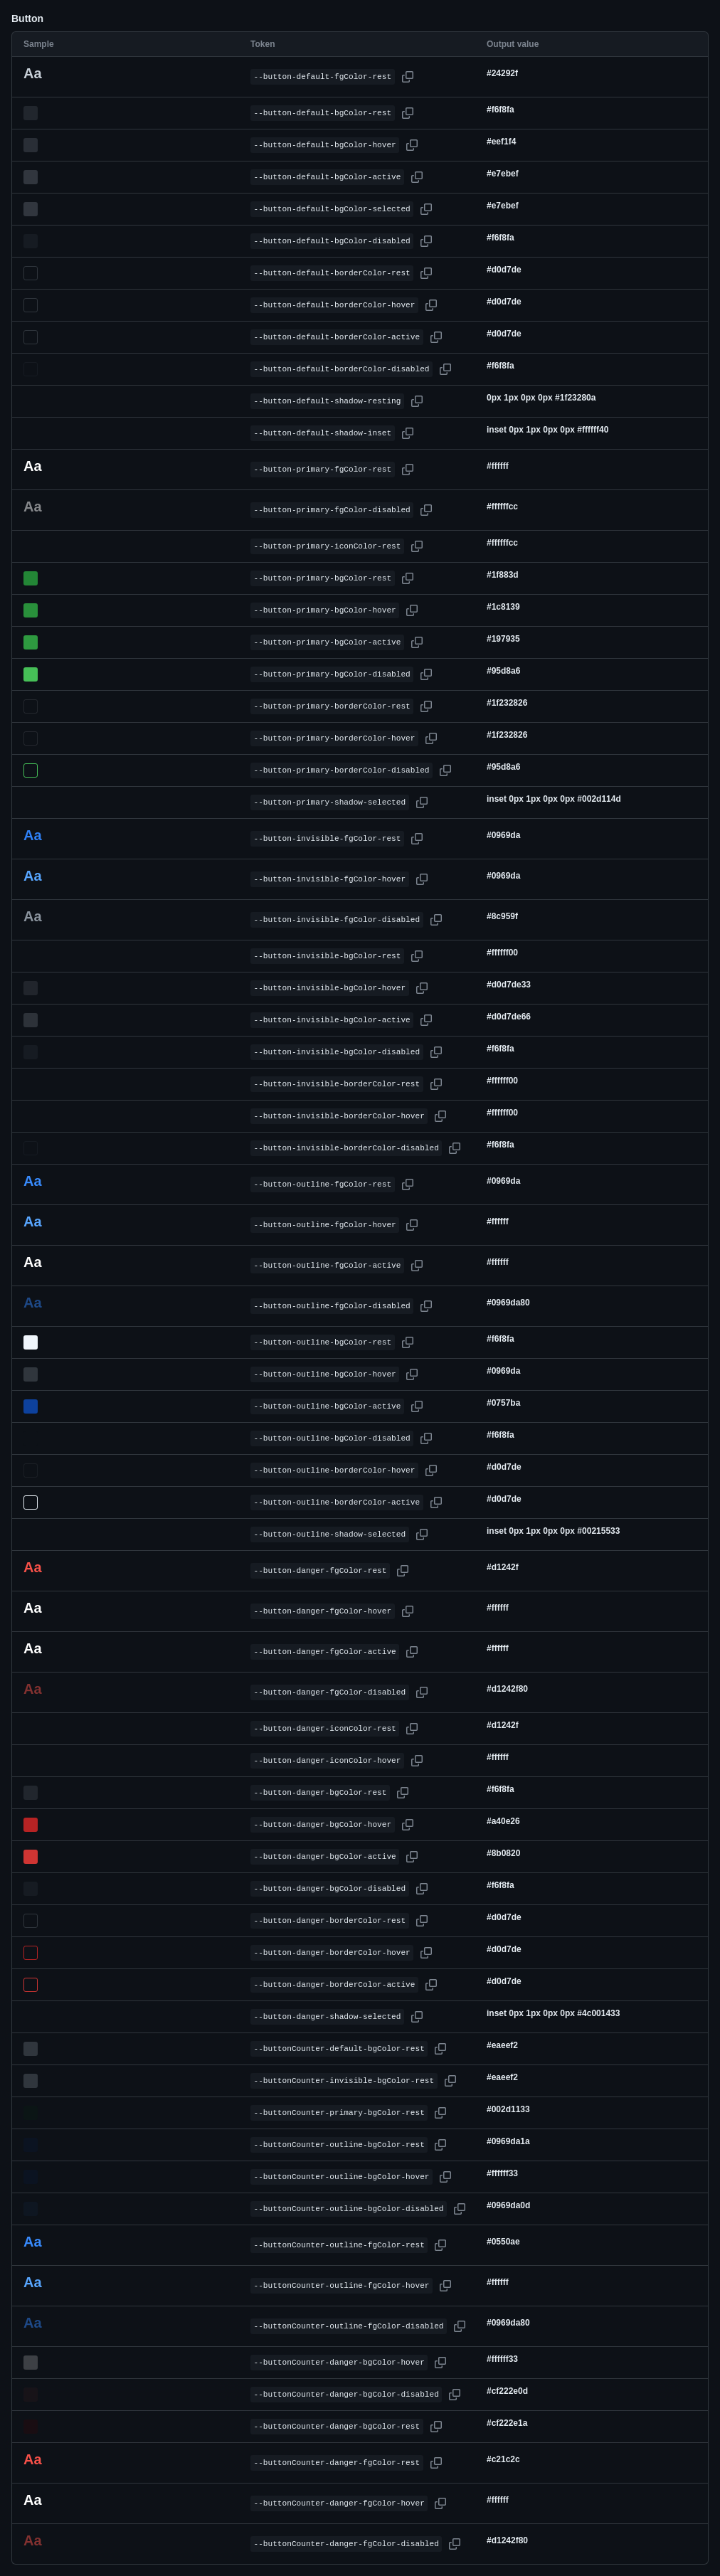 Button
Sample Token Output value
Aa --button-default-fgColor-rest #24292f
--button-default-bgColor-rest #f6f8fa
--button-default-bgColor-hover #eef1f4
--button-default-bgColor-active #e7ebef
--button-default-bgColor-selected #e7ebef
--button-default-bgColor-disabled #f6f8fa
--button-default-borderColor-rest #d0d7de
--button-default-borderColor-hover #d0d7de
--button-default-borderColor-active #d0d7de
--button-default-borderColor-disabled #f6f8fa
--button-default-shadow-resting 0px 1px 0px 0px #1f23280a
--button-default-shadow-inset inset 0px 1px 0px 0px #ffffff40
Aa --button-primary-fgColor-rest #ffffff
Aa --button-primary-fgColor-disabled #ffffffcc
--button-primary-iconColor-rest #ffffffcc
--button-primary-bgColor-rest #1f883d
--button-primary-bgColor-hover #1c8139
--button-primary-bgColor-active #197935
--button-primary-bgColor-disabled #95d8a6
--button-primary-borderColor-rest #1f232826
--button-primary-borderColor-hover #1f232826
--button-primary-borderColor-disabled #95d8a6
--button-primary-shadow-selected inset 0px 1px 0px 0px #002d114d
Aa --button-invisible-fgColor-rest #0969da
Aa --button-invisible-fgColor-hover #0969da
Aa --button-invisible-fgColor-disabled #8c959f
--button-invisible-bgColor-rest #ffffff00
--button-invisible-bgColor-hover #d0d7de33
--button-invisible-bgColor-active #d0d7de66
--button-invisible-bgColor-disabled #f6f8fa
--button-invisible-borderColor-rest #ffffff00
--button-invisible-borderColor-hover #ffffff00
--button-invisible-borderColor-disabled #f6f8fa
Aa --button-outline-fgColor-rest #0969da
Aa --button-outline-fgColor-hover #ffffff
Aa --button-outline-fgColor-active #ffffff
Aa --button-outline-fgColor-disabled #0969da80
--button-outline-bgColor-rest #f6f8fa
--button-outline-bgColor-hover #0969da
--button-outline-bgColor-active #0757ba
--button-outline-bgColor-disabled #f6f8fa
--button-outline-borderColor-hover #d0d7de
--button-outline-borderColor-active #d0d7de
--button-outline-shadow-selected inset 0px 1px 0px 0px #00215533
Aa --button-danger-fgColor-rest #d1242f
Aa --button-danger-fgColor-hover #ffffff
Aa --button-danger-fgColor-active #ffffff
Aa --button-danger-fgColor-disabled #d1242f80
--button-danger-iconColor-rest #d1242f
--button-danger-iconColor-hover #ffffff
--button-danger-bgColor-rest #f6f8fa
--button-danger-bgColor-hover #a40e26
--button-danger-bgColor-active #8b0820
--button-danger-bgColor-disabled #f6f8fa
--button-danger-borderColor-rest #d0d7de
--button-danger-borderColor-hover #d0d7de
--button-danger-borderColor-active #d0d7de
--button-danger-shadow-selected inset 0px 1px 0px 0px #4c001433
--buttonCounter-default-bgColor-rest #eaeef2
--buttonCounter-invisible-bgColor-rest #eaeef2
--buttonCounter-primary-bgColor-rest #002d1133
--buttonCounter-outline-bgColor-rest #0969da1a
--buttonCounter-outline-bgColor-hover #ffffff33
--buttonCounter-outline-bgColor-disabled #0969da0d
Aa --buttonCounter-outline-fgColor-rest #0550ae
Aa --buttonCounter-outline-fgColor-hover #ffffff
Aa --buttonCounter-outline-fgColor-disabled #0969da80
--buttonCounter-danger-bgColor-hover #ffffff33
--buttonCounter-danger-bgColor-disabled #cf222e0d
--buttonCounter-danger-bgColor-rest #cf222e1a
Aa --buttonCounter-danger-fgColor-rest #c21c2c
Aa --buttonCounter-danger-fgColor-hover #ffffff
Aa --buttonCounter-danger-fgColor-disabled #d1242f80